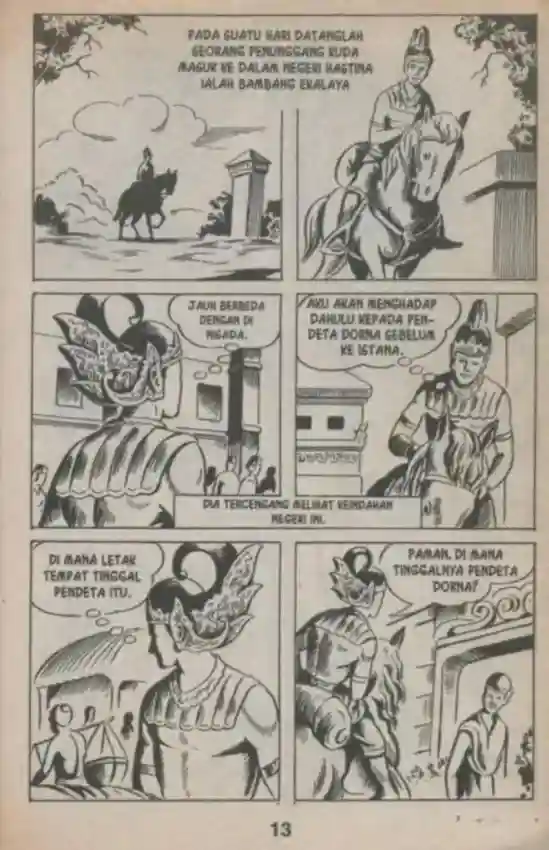 PADA SUATU HARI DATANGLAH
SEORANG PENUNGGANG KUDA
MASUK KE DALAM NEGERI HASTINA
IALAH BAMBANG EKALAYA
JAUH BERBEDA
DENGAN DI
NISADA.
AKU AKAN MENGHADAP
DAHULU KEPADA PEN-
DETA DORNA SEBELUM
KE ISTANA.
DIA TERCENGANG MELIHAT KEINDAHAN
NEGERI INI.
DI MANA LETAK
TEMPAT TINGGAL
PENDETA ITU.
PAMAN, DI MANA
TINGGALNYA PENDETA
DORNA?
13